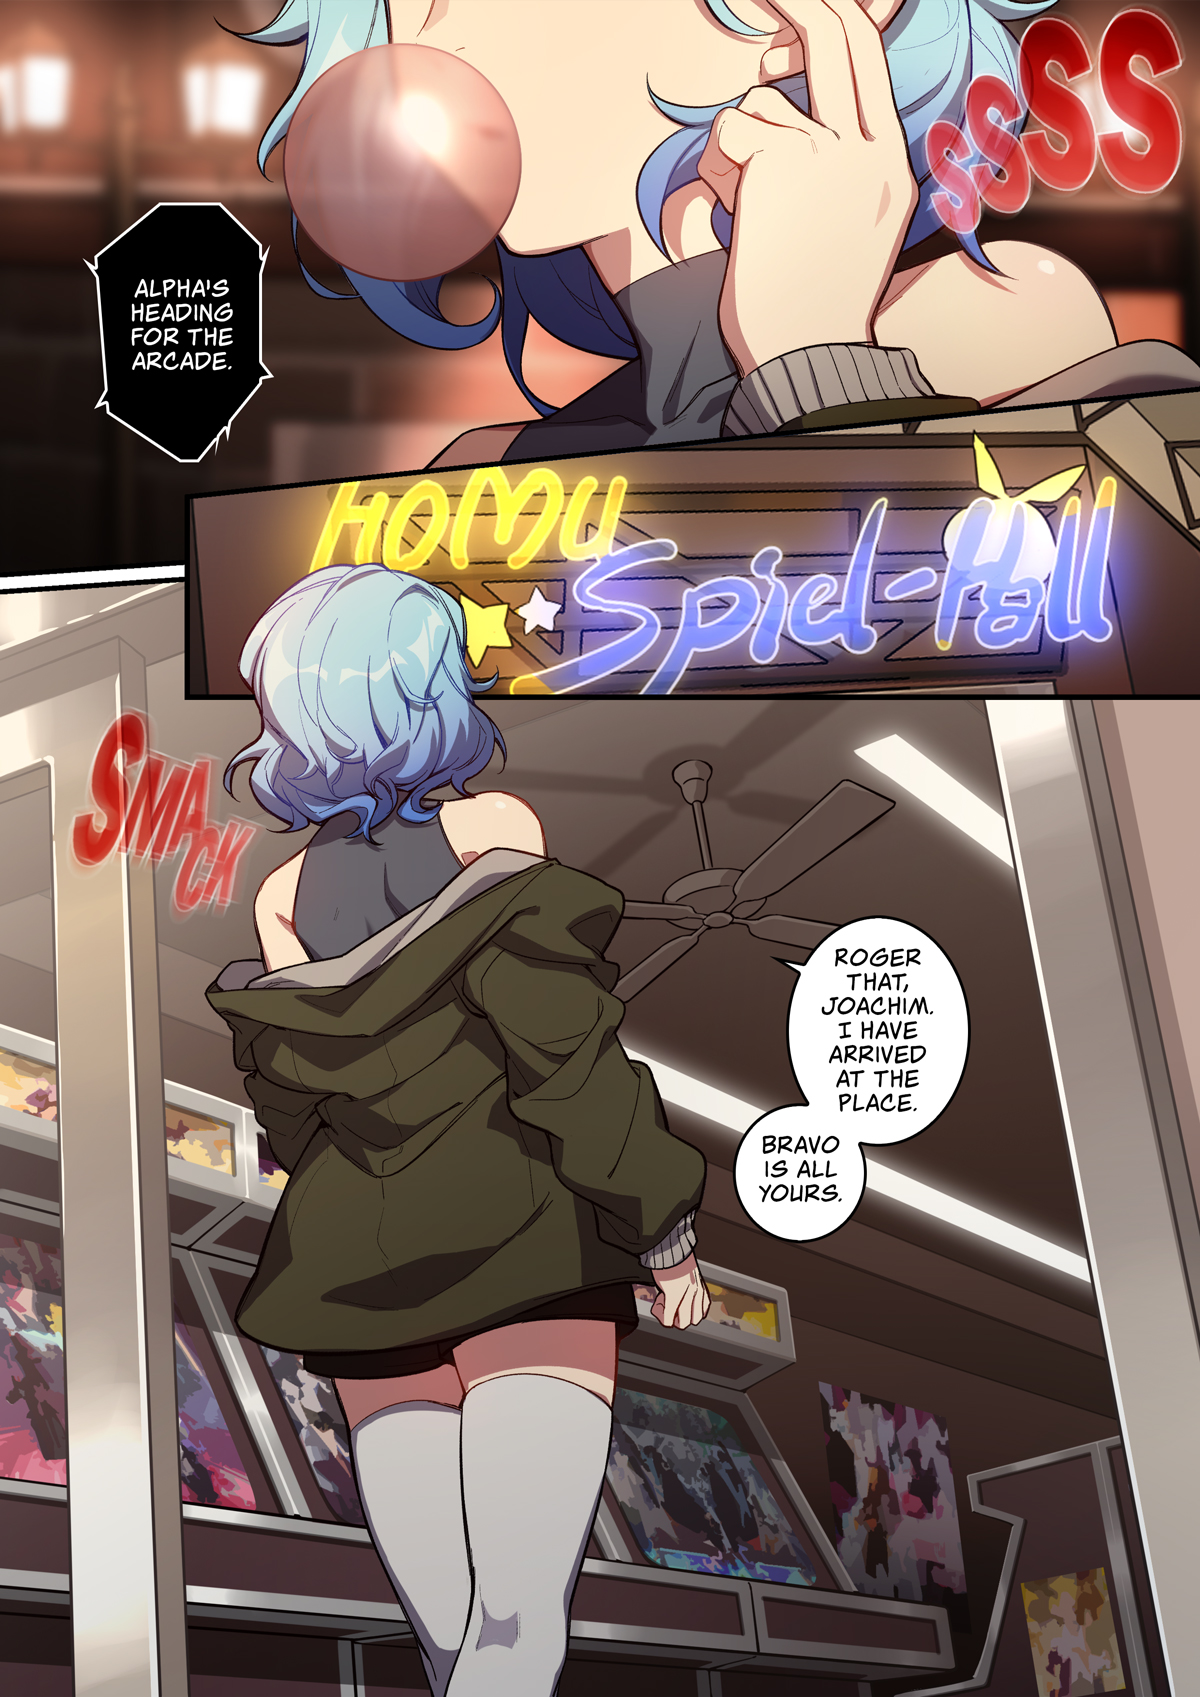 SSSS
ALPHA'S
HEADING
FOR THE
ARCADE.
HOMU
Spiel-Hall
SMACK
ROGER
THAT,
JOACHIM.
I HAVE
ARRIVED
AT THE
PLACE.
BRAVO
IS ALL
YOURS.